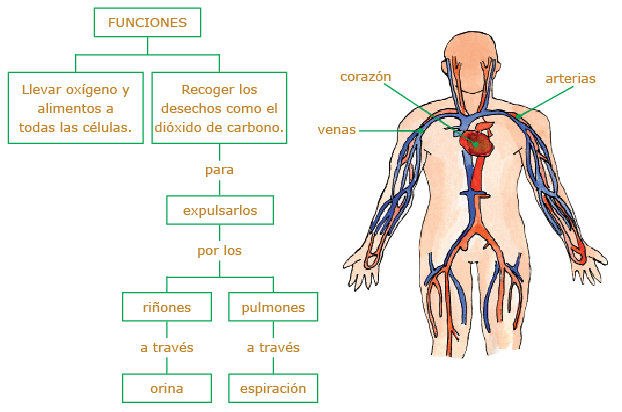 FUNCIONES
Llevar oxígeno y
alimentos a
todas las células.
Recoger los
desechos como el
dióxido de carbono.
para
expulsarlos
por los
riñones
pulmones
a través
a través
orina
espiración
corazón
arterias
venas